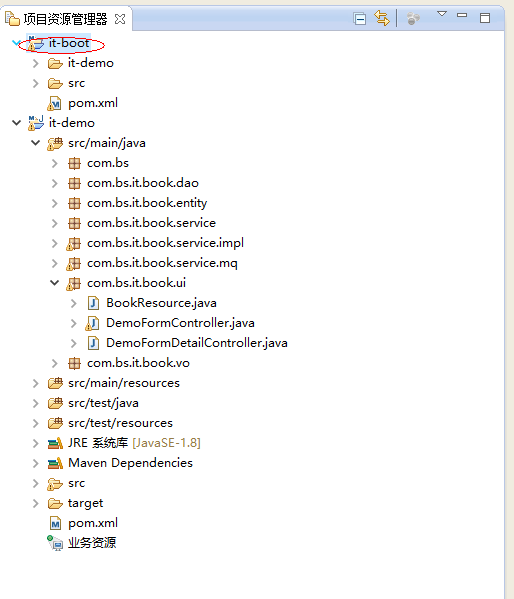 项目资源管理器
it-boot
it-demo
src
pom.xml
it-demo
src/main/java
com.bs
com.bs.it.book.dao
com.bs.it.book.entity
com.bs.it.book.service
com.bs.it.book.service.impl
com.bs.it.book.service.mq
com.bs.it.book.ui
BookResource.java
DemoFormController.java
DemoFormDetailController.java
com.bs.it.book.vo
src/main/resources
src/test/java
src/test/resources
JRE 系统库 [JavaSE-1.8]
Maven Dependencies
src
target
pom.xml
业务资源